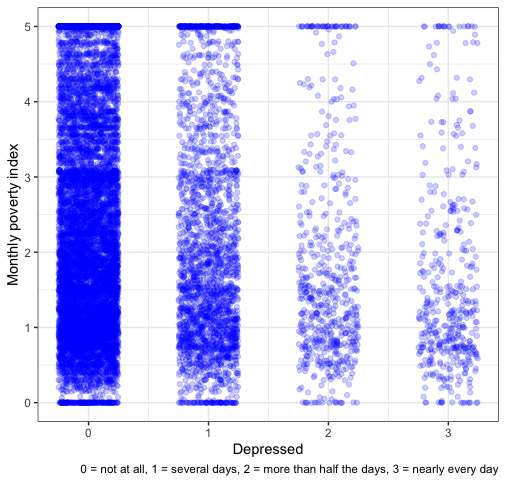 5
4
3
2
1
0
Monthly poverty index
0 1 2 3
Depressed
0 = not at all, 1 = several days, 2 = more than half the days, 3 = nearly every day